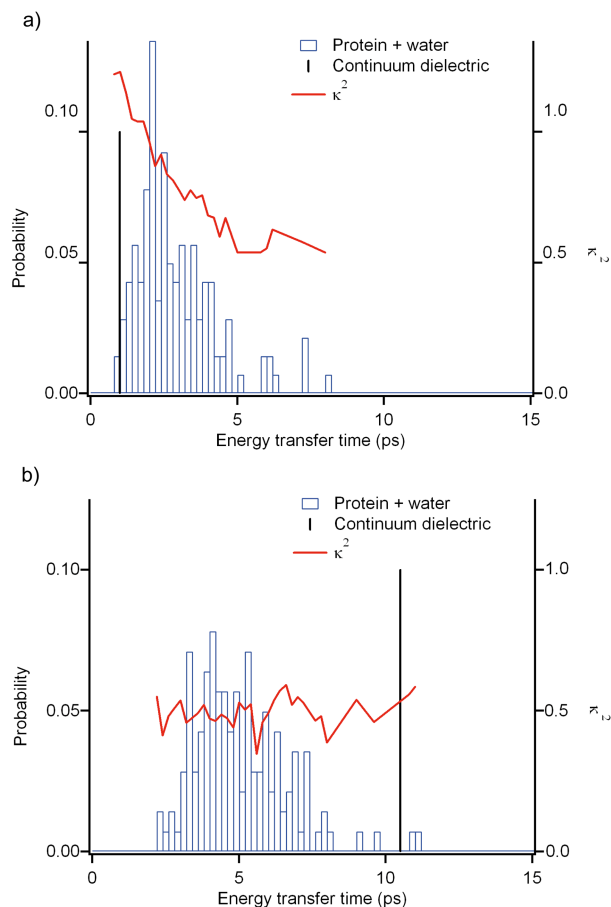 a)
Protein + water
Continuum dielectric
κ²
0.10
0.05
0.00
Probability
1.0
0.5
0.0
κ²
0
5
10
15
Energy transfer time (ps)
b)
Protein + water
Continuum dielectric
κ²
0.10
0.05
0.00
Probability
1.0
0.5
0.0
κ²
0
5
10
15
Energy transfer time (ps)